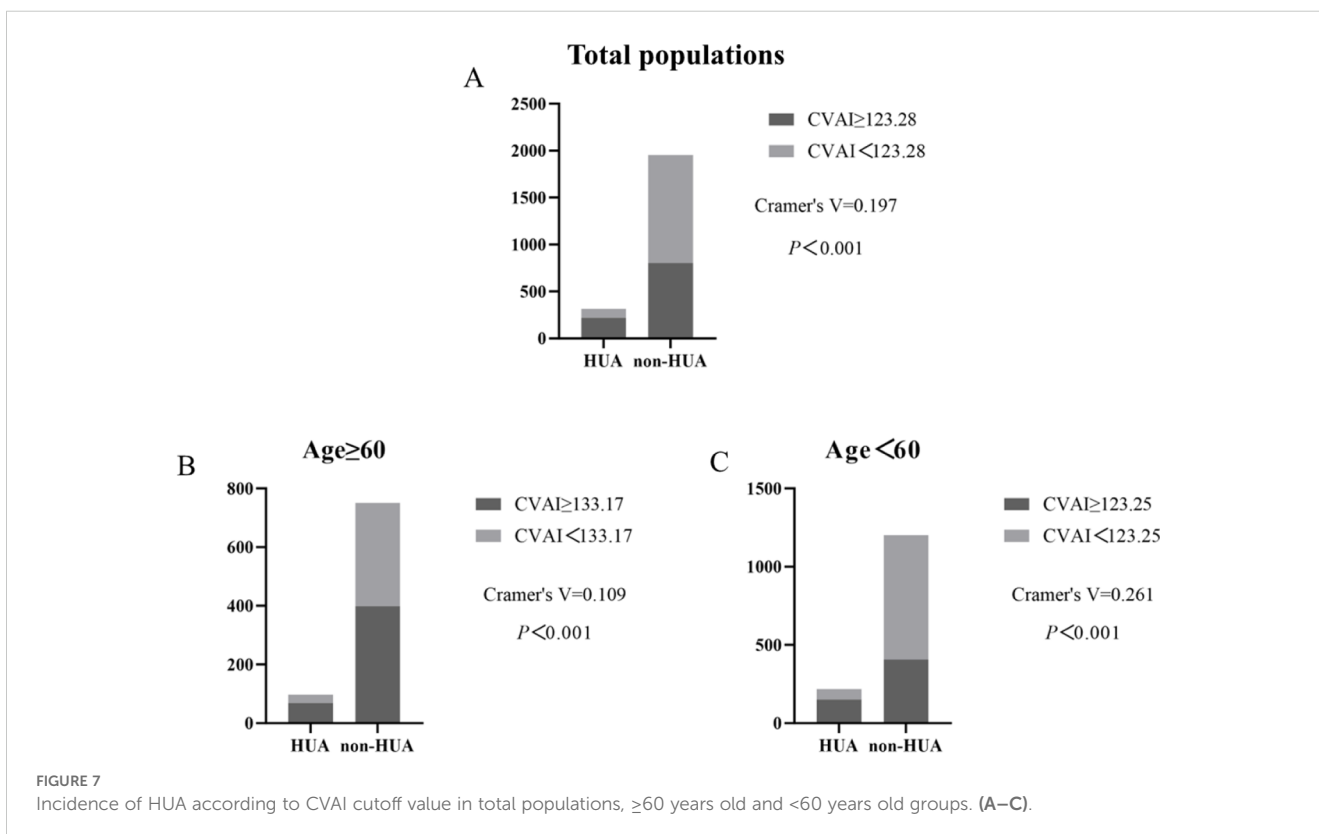 Total populations
A
2500
2000
1500
1000
500
0
HUA non-HUA
CVAI≥123.28
CVAI<123.28
Cramer's V=0.197
P<0.001
B
Age≥60
800
600
400
200
0
HUA non-HUA
CVAI≥133.17
CVAI<133.17
Cramer's V=0.109
P<0.001
C
Age<60
1500
1000
500
0
HUA non-HUA
CVAI≥123.25
CVAI<123.25
Cramer's V=0.261
P<0.001
FIGURE 7
Incidence of HUA according to CVAI cutoff value in total populations, ≥60 years old and <60 years old groups. (A–C).